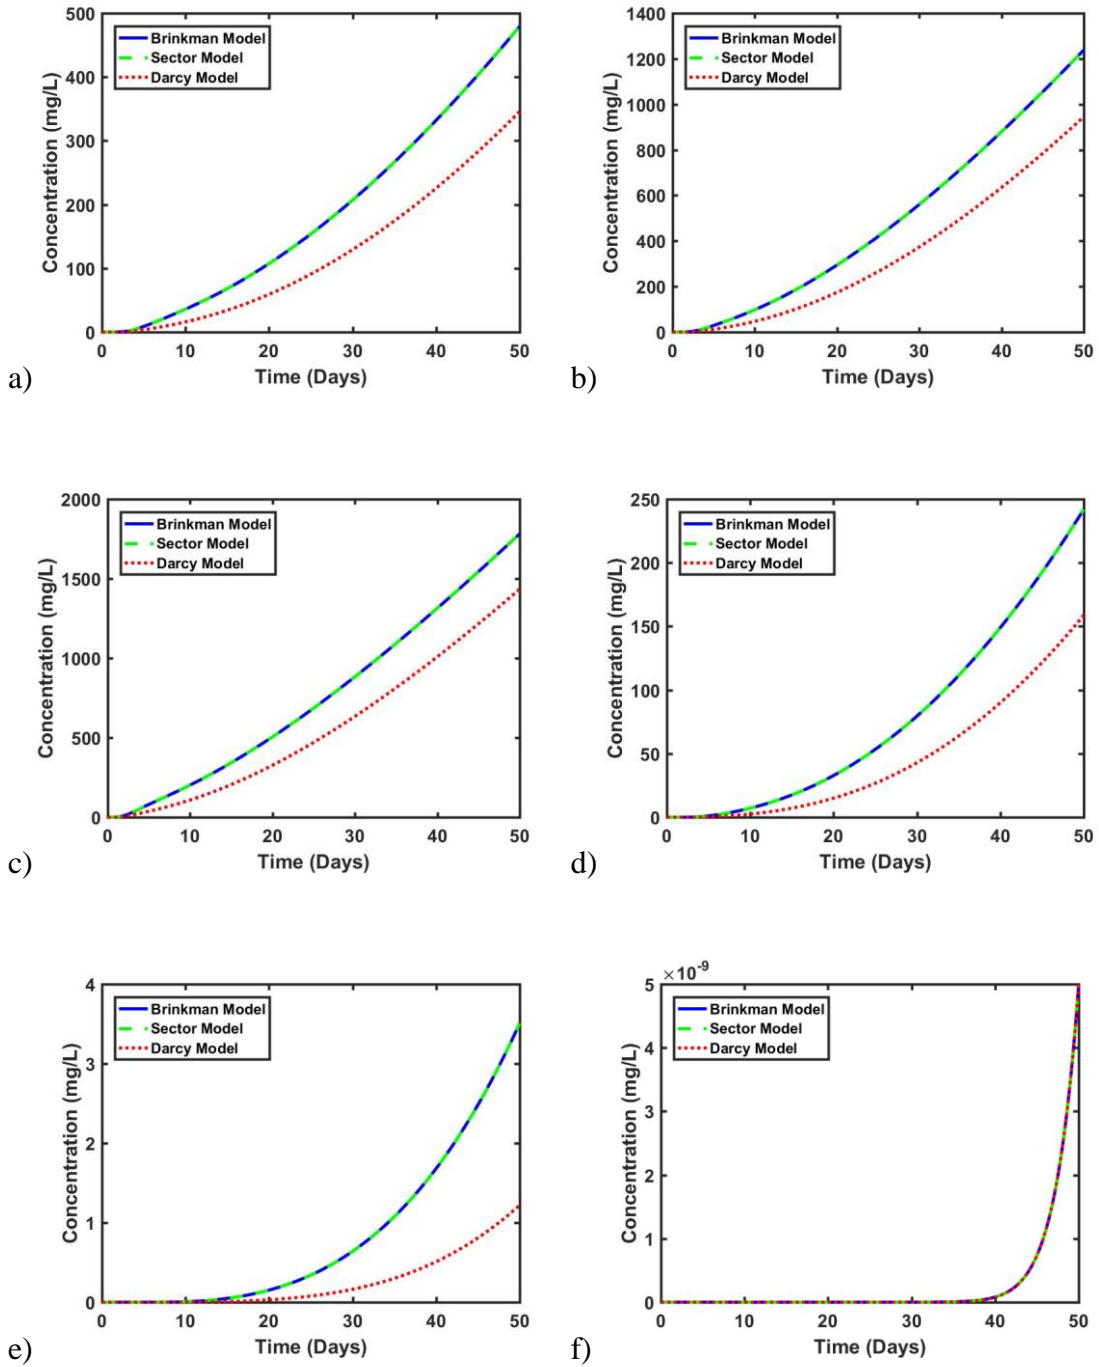 500
400
300
200
100
0
Concentration (mg/L)
Brinkman Model
Sector Model
Darcy Model
0 10 20 30 40 50
Time (Days)
a)
1400
1200
1000
800
600
400
200
0
Concentration (mg/L)
Brinkman Model
Sector Model
Darcy Model
0 10 20 30 40 50
Time (Days)
b)
2000
1500
1000
500
0
Concentration (mg/L)
Brinkman Model
Sector Model
Darcy Model
0 10 20 30 40 50
Time (Days)
c)
250
200
150
100
50
0
Concentration (mg/L)
Brinkman Model
Sector Model
Darcy Model
0 10 20 30 40 50
Time (Days)
d)
4
3
2
1
0
Concentration (mg/L)
Brinkman Model
Sector Model
Darcy Model
0 10 20 30 40 50
Time (Days)
e)
×10⁻⁹
5
4
3
2
1
0
Concentration (mg/L)
Brinkman Model
Sector Model
Darcy Model
0 10 20 30 40 50
Time (Days)
f)